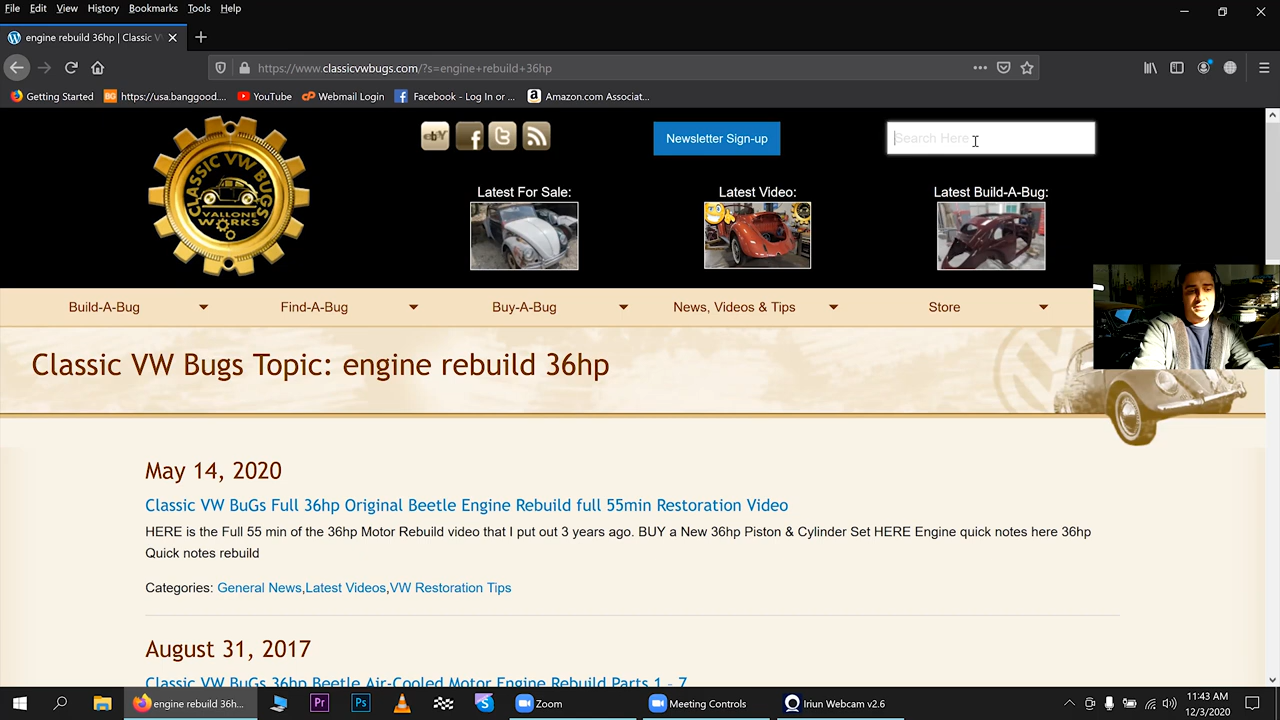 File Edit View History Bookmarks Tools Help
engine rebuild 36hp | Classic V
https://www.classicvwbugs.com/?s=engine+rebuild+36hp
Getting Started
BG https://usa.banggood....
YouTube
Webmail Login
Facebook - Log in or ...
a Amazon.com Associat...
CLASSIC VW BUGS
VALLONE
WORKS
ebY
Newsletter Sign-up
Search Here
Latest For Sale:
Latest Video:
Latest Build-A-Bug:
Build-A-Bug
Find-A-Bug
Buy-A-Bug
News, Videos & Tips
Store
Classic VW Bugs Topic: engine rebuild 36hp
May 14, 2020
Classic VW BuGs Full 36hp Original Beetle Engine Rebuild full 55min Restoration Video
HERE is the Full 55 min of the 36hp Motor Rebuild video that I put out 3 years ago. BUY a New 36hp Piston & Cylinder Set HERE Engine quick notes here 36hp
Quick notes rebuild
Categories: General News,Latest Videos,VW Restoration Tips
August 31, 2017
Classic VW BuGs 36hp Beetle Air-Cooled Motor Engine Rebuild Parts 1 - 7
engine rebuild 36h...
Pr
Ps
Zoom
Meeting Controls
Iriun Webcam v2.6
11:43 AM
12/3/2020